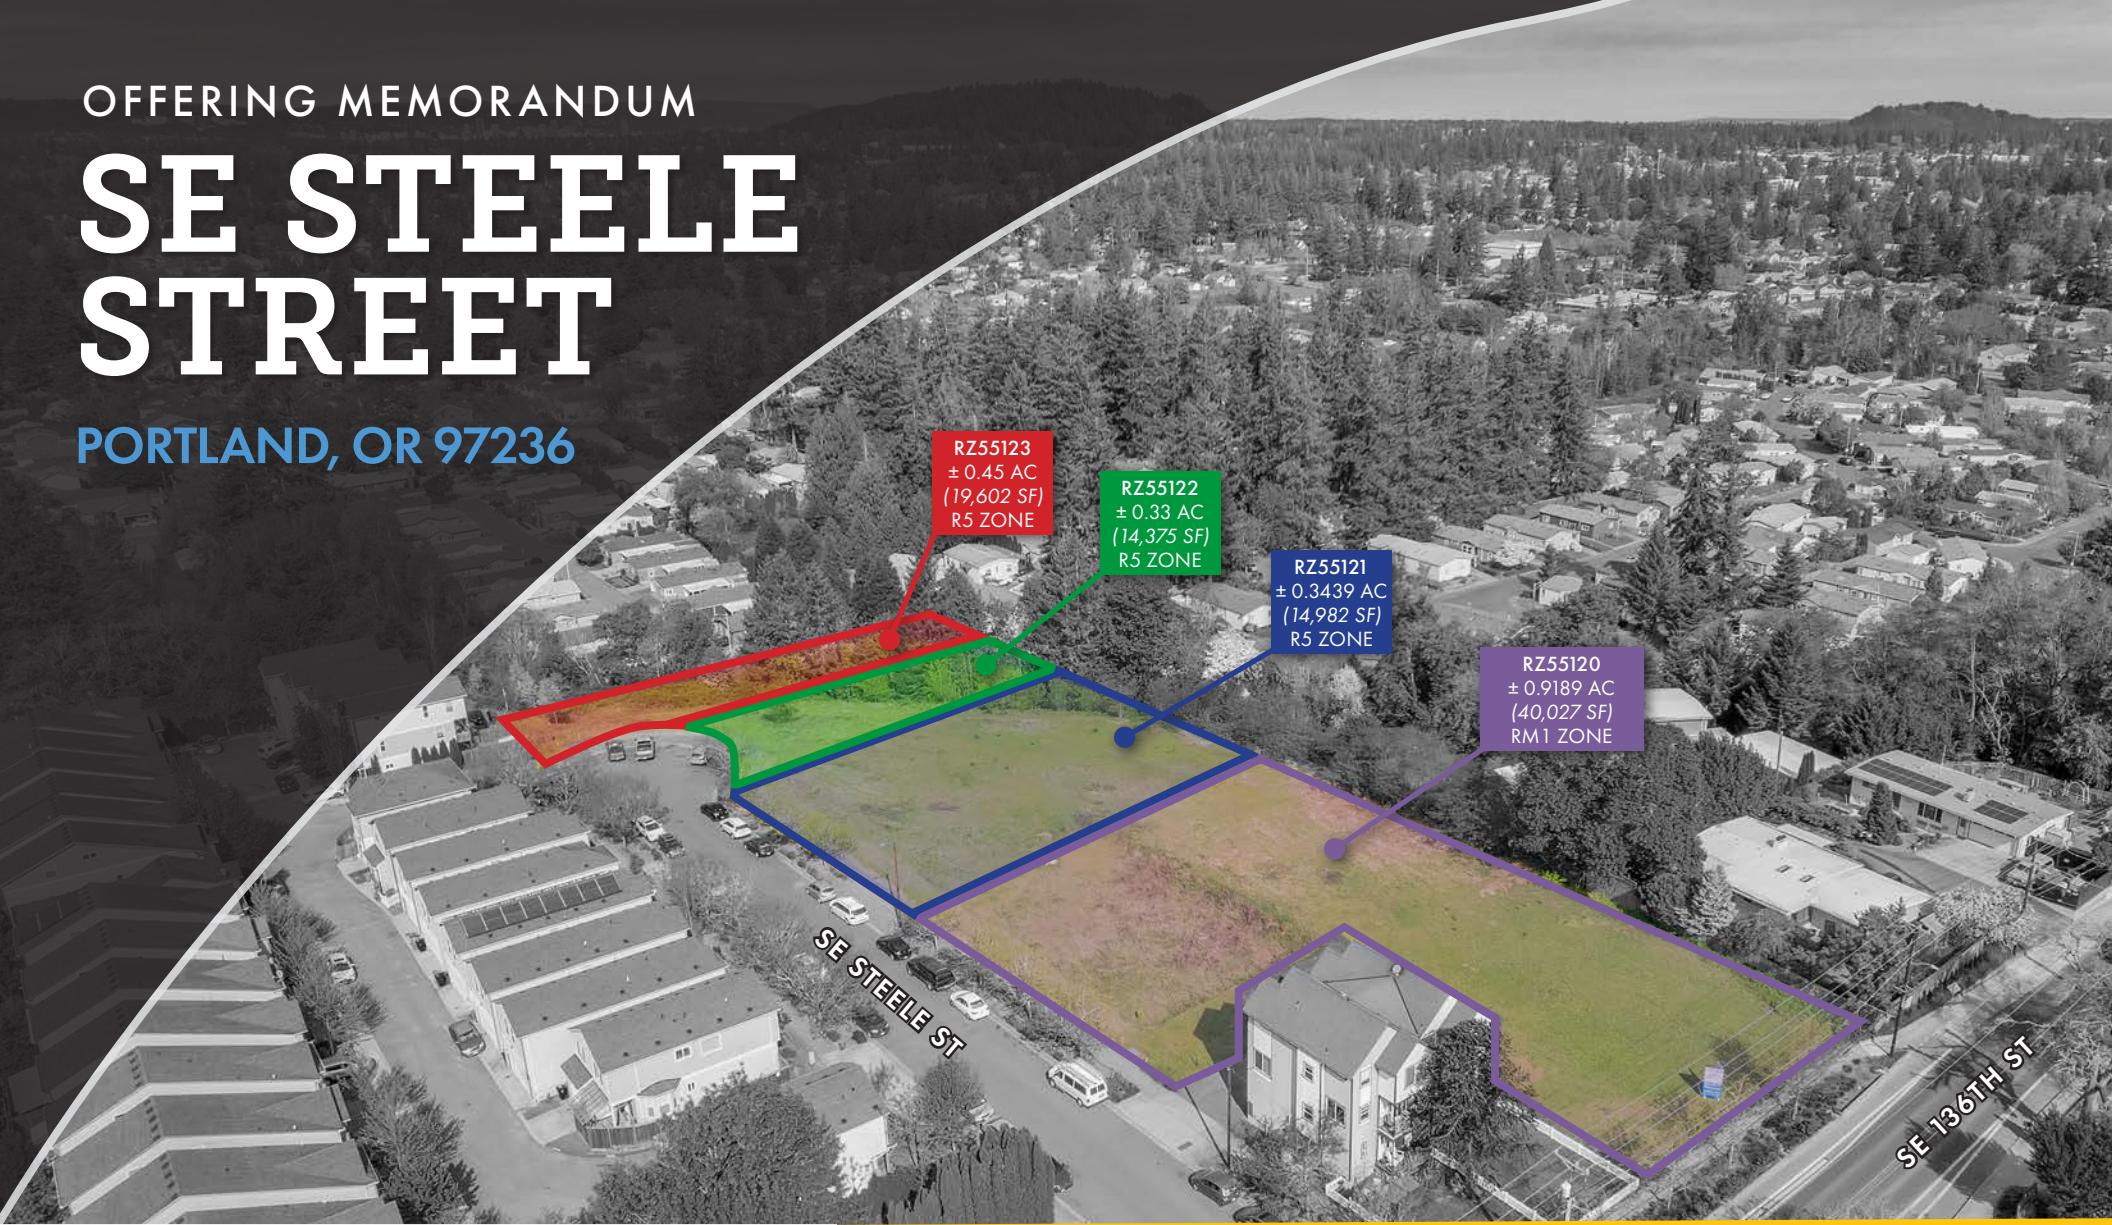 OFFERING MEMORANDUM
SE STEELE
STREET
PORTLAND, OR 97236
RZ55123
± 0.45 AC
(19,602 SF)
R5 ZONE
RZ55122
± 0.33 AC
(14,375 SF)
R5 ZONE
RZ55121
± 0.3439 AC
(14,982 SF)
R5 ZONE
RZ55120
± 0.9189 AC
(40,027 SF)
RM1 ZONE
SE STEELE ST
SE 136TH ST